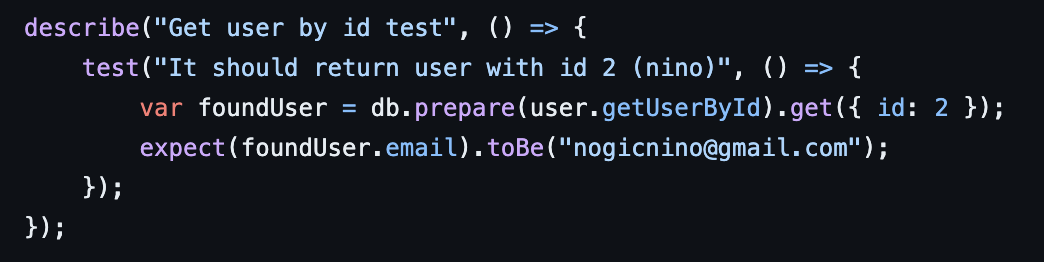 describe("Get user by id test", () => {
    test("It should return user with id 2 (nino)", () => {
        var foundUser = db.prepare(user.getUserById).get({ id: 2 });
        expect(foundUser.email).toBe("nogicnino@gmail.com");
    });
});